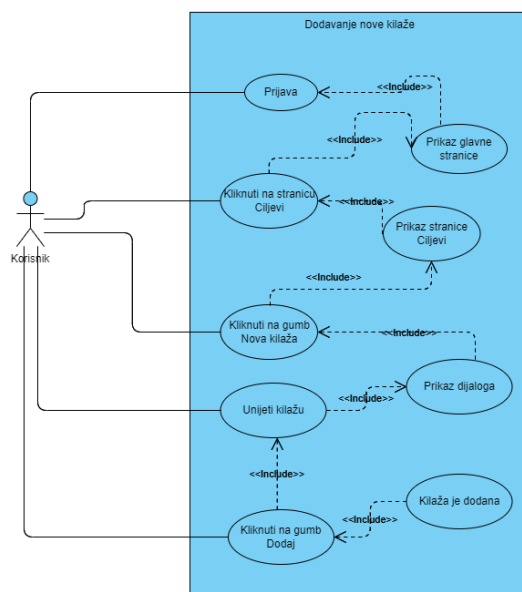 Dodavanje nove kilaže
Prijava
<<Include>>
<<Include>>
Prikaz glavne
stranice
Kliknuti na stranicu
Ciljevi
<<Include>>
Prikaz stranice
Ciljevi
Korisnik
<<Include>>
Kliknuti na gumb
Nova kilaža
Prikaz dijaloga
Unijeti kilažu
<<Include>>
<<Include>>
<<Include>>
Kilaža je dodana
<<Include>>
Kliknuti na gumb
Dodaj